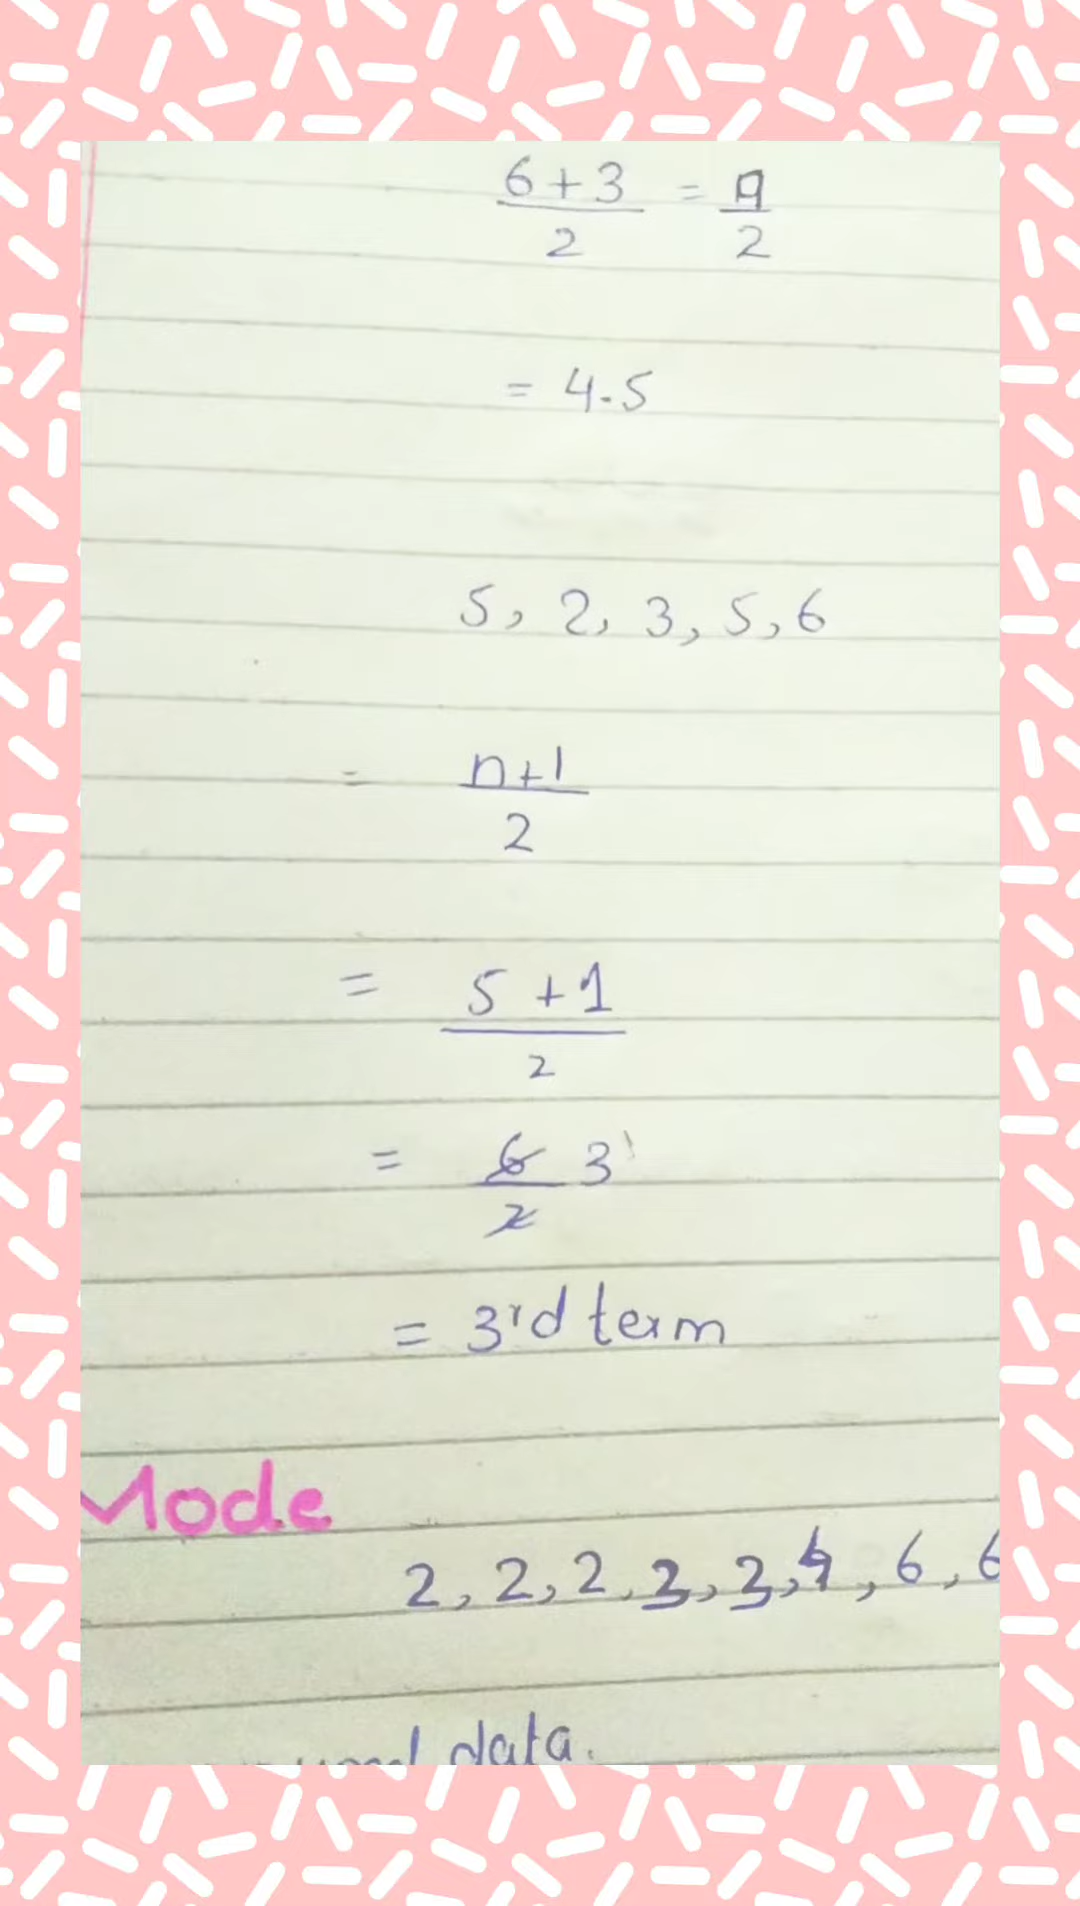 6+3/2 = 9/2
= 4.5
5, 2, 3, 5, 6
= n+1/2
= 5+1/2
= 6/2 3
= 3rd term
Mode
2, 2, 2, 3, 3, 4, 6, 6
data.